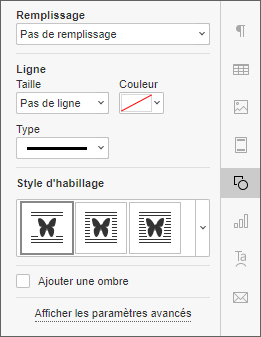 Remplissage
Pas de remplissage
Ligne
Taille Couleur
Pas de ligne
Type
Style d'habillage
Ajouter une ombre
Afficher les paramètres avancés
Ta